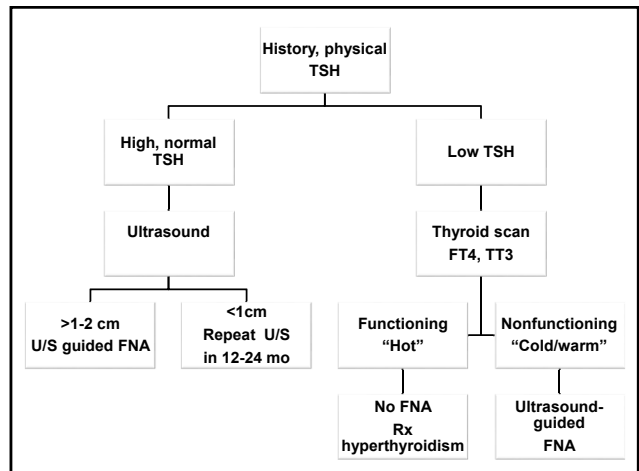 History, physical
TSH
High, normal
TSH
Low TSH
Ultrasound
Thyroid scan
FT4, TT3
>1-2 cm
U/S guided FNA
<1cm
Repeat U/S
in 12-24 mo
Functioning
“Hot”
Nonfunctioning
“Cold/warm”
No FNA
Rx
hyperthyroidism
Ultrasound-
guided
FNA